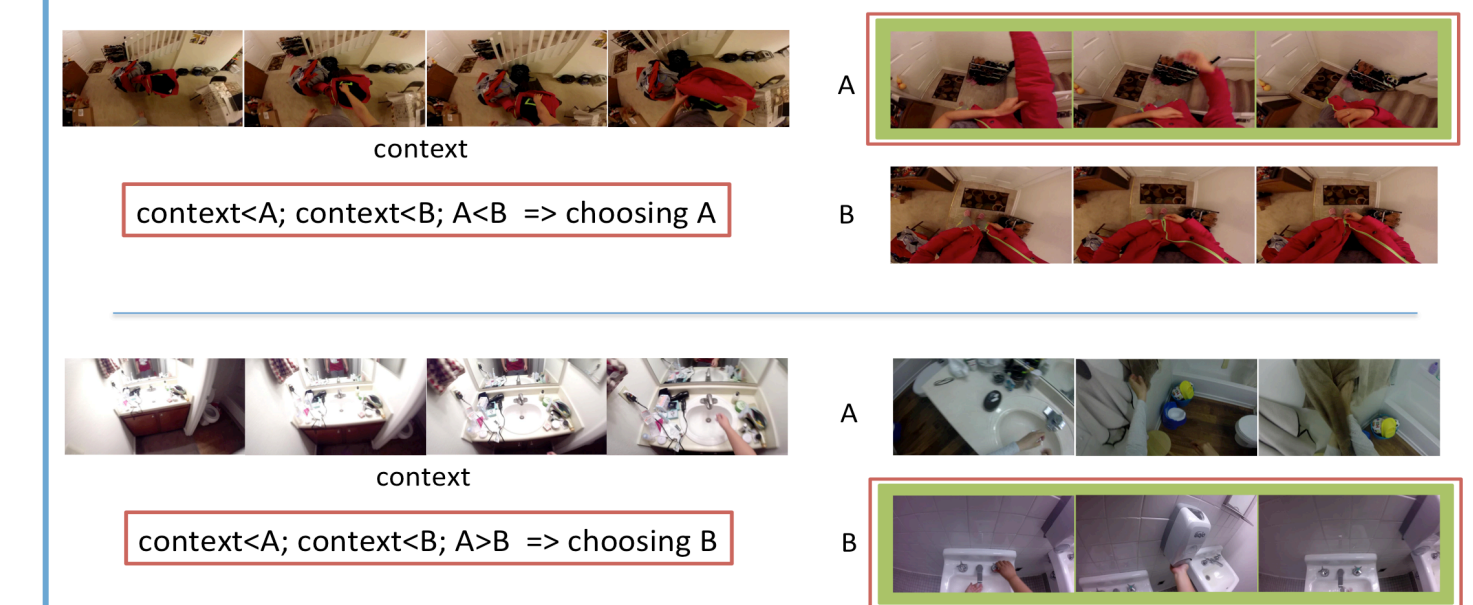 A
context
context<A; context<B; A<B => choosing A
B
A
context
context<A; context<B; A>B => choosing B
B